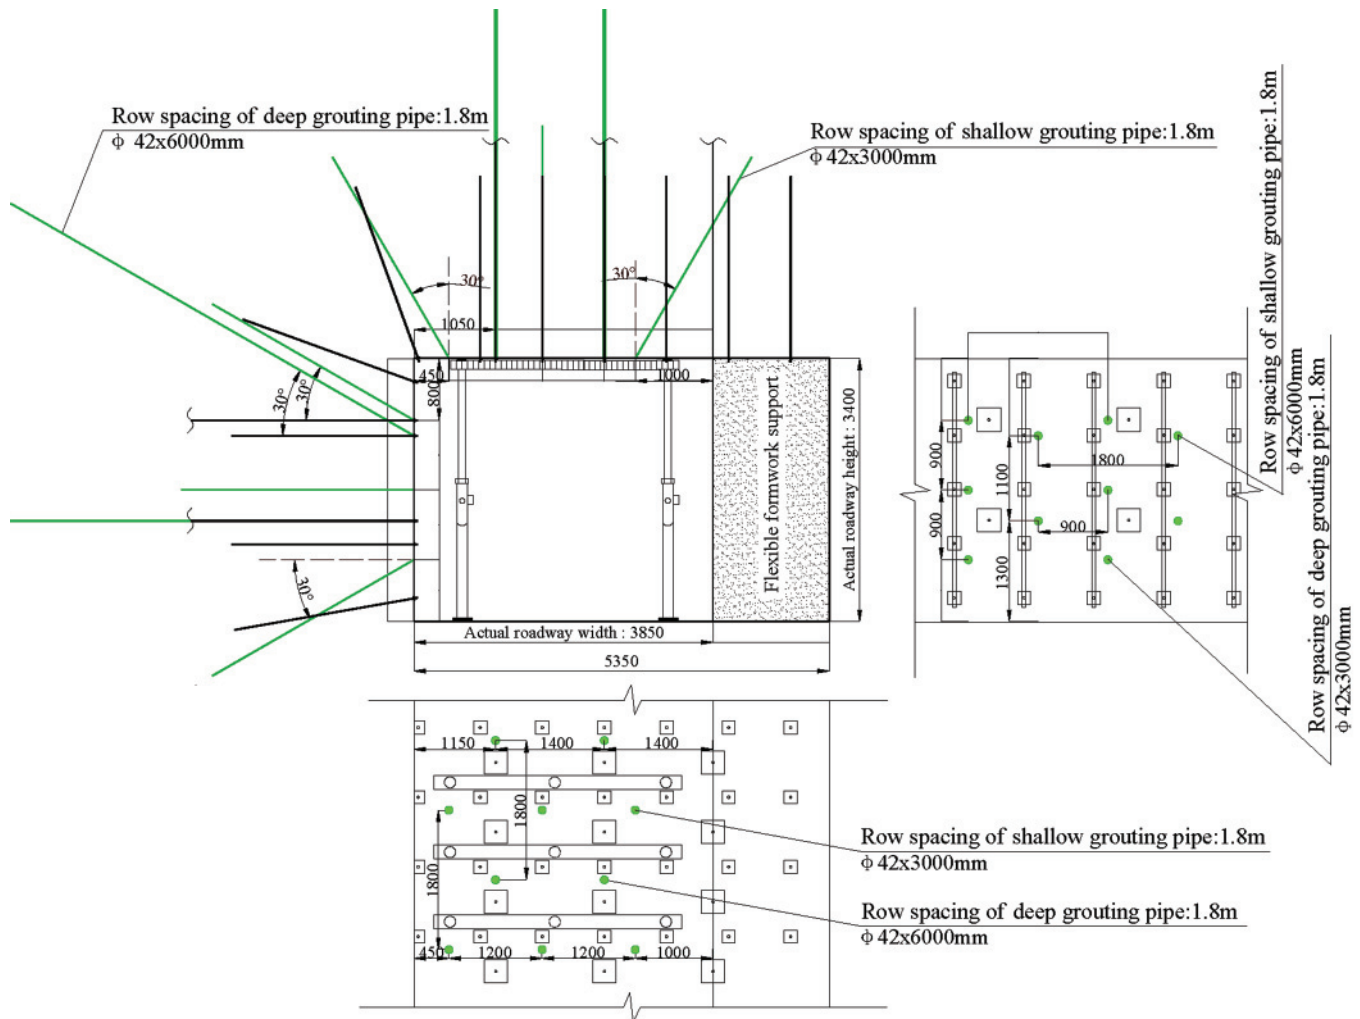 Row spacing of deep grouting pipe:1.8m
ϕ 42x6000mm
Row spacing of shallow grouting pipe:1.8m
ϕ 42x3000mm
30°
30°
1050
450
1000
800
30°
30°
30°
Flexible formwork support
Actual roadway height : 3400
Actual roadway width : 3850
5350
Row spacing of shallow grouting pipe:1.8m
ϕ 42x6000mm
Row spacing of deep grouting pipe:1.8m
ϕ 42x3000mm
900
900
1100
1300
1800
900
1150
1400
1400
1800
1800
450
1200
1200
1000
Row spacing of shallow grouting pipe:1.8m
ϕ 42x3000mm
Row spacing of deep grouting pipe:1.8m
ϕ 42x6000mm